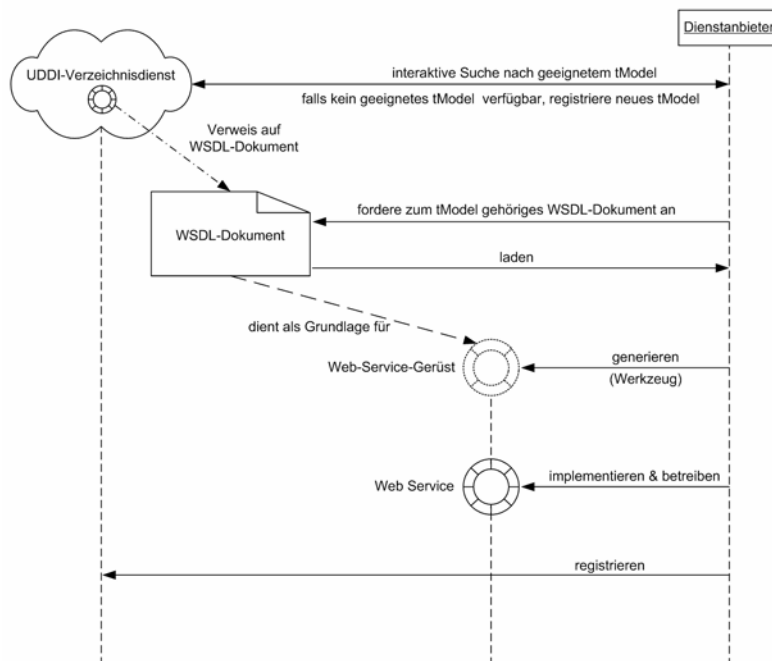 Dienstanbieter
UDDI-Verzeichnisdienst
interaktive Suche nach geeignetem tModel
falls kein geeignetes tModel verfügbar, registriere neues tModel
Verweis auf
WSDL-Dokument
fordere zum tModel gehöriges WSDL-Dokument an
WSDL-Dokument
laden
dient als Grundlage für
Web-Service-Gerüst
generieren
(Werkzeug)
Web Service
implementieren & betreiben
registrieren